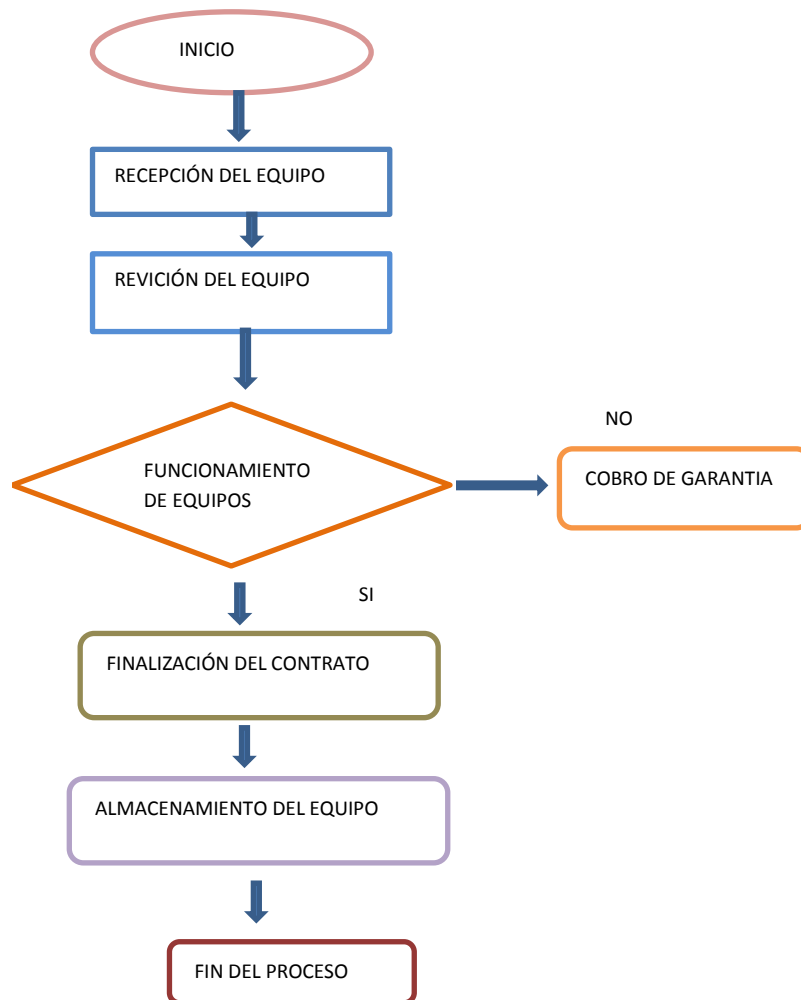 INICIO
RECEPCIÓN DEL EQUIPO
REVICIÓN DEL EQUIPO
NO
FUNCIONAMIENTO
DE EQUIPOS
COBRO DE GARANTIA
SI
FINALIZACIÓN DEL CONTRATO
ALMACENAMIENTO DEL EQUIPO
FIN DEL PROCESO